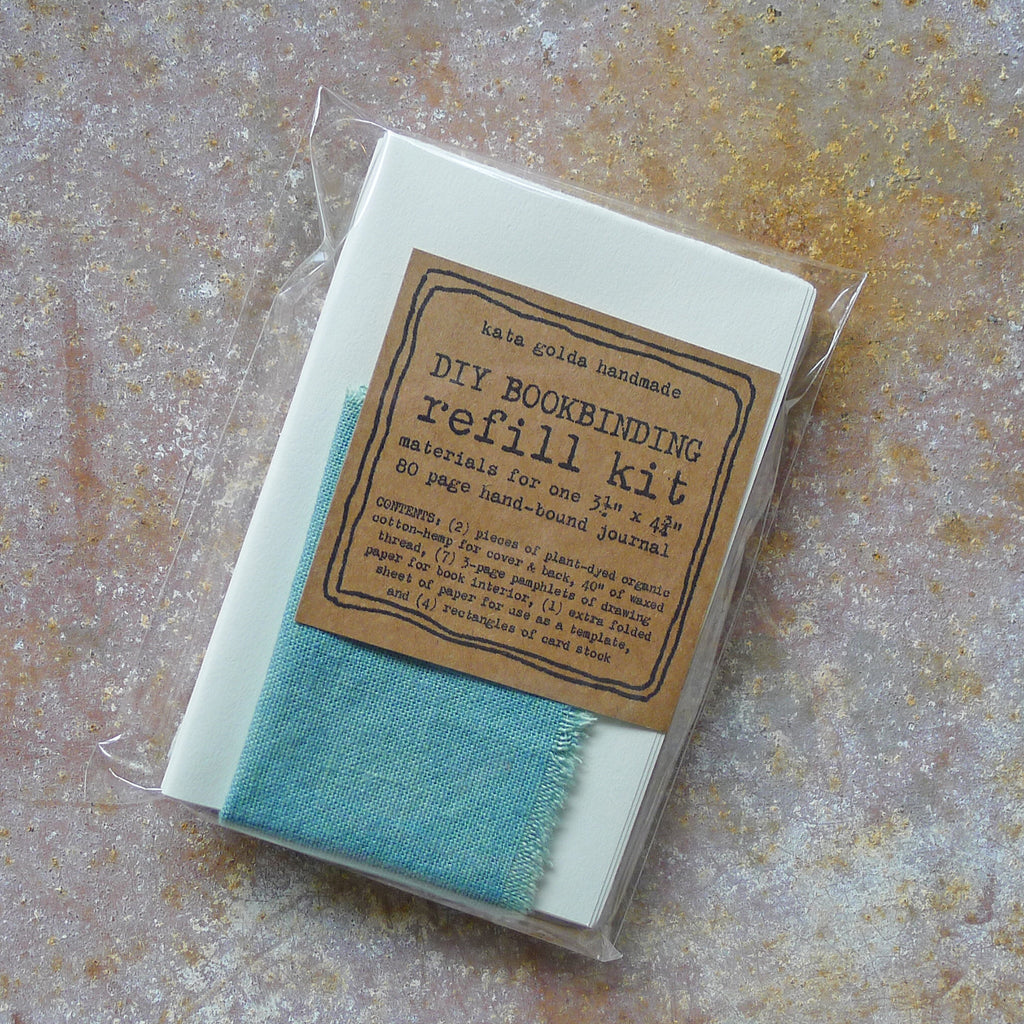 kata golda handmade
DIY BOOKBINDING
refill kit
materials for one 3½" x 4¾"
80 page hand-bound journal
CONTENTS, (2) pieces of plant-dyed organic
cotton-hemp for cover & back, 40" of waxed
thread, (7) 3-page pamphlets of drawing
paper for book interior, (1) extra folded
sheet of paper for use as a template,
and (4) rectangles of card stock